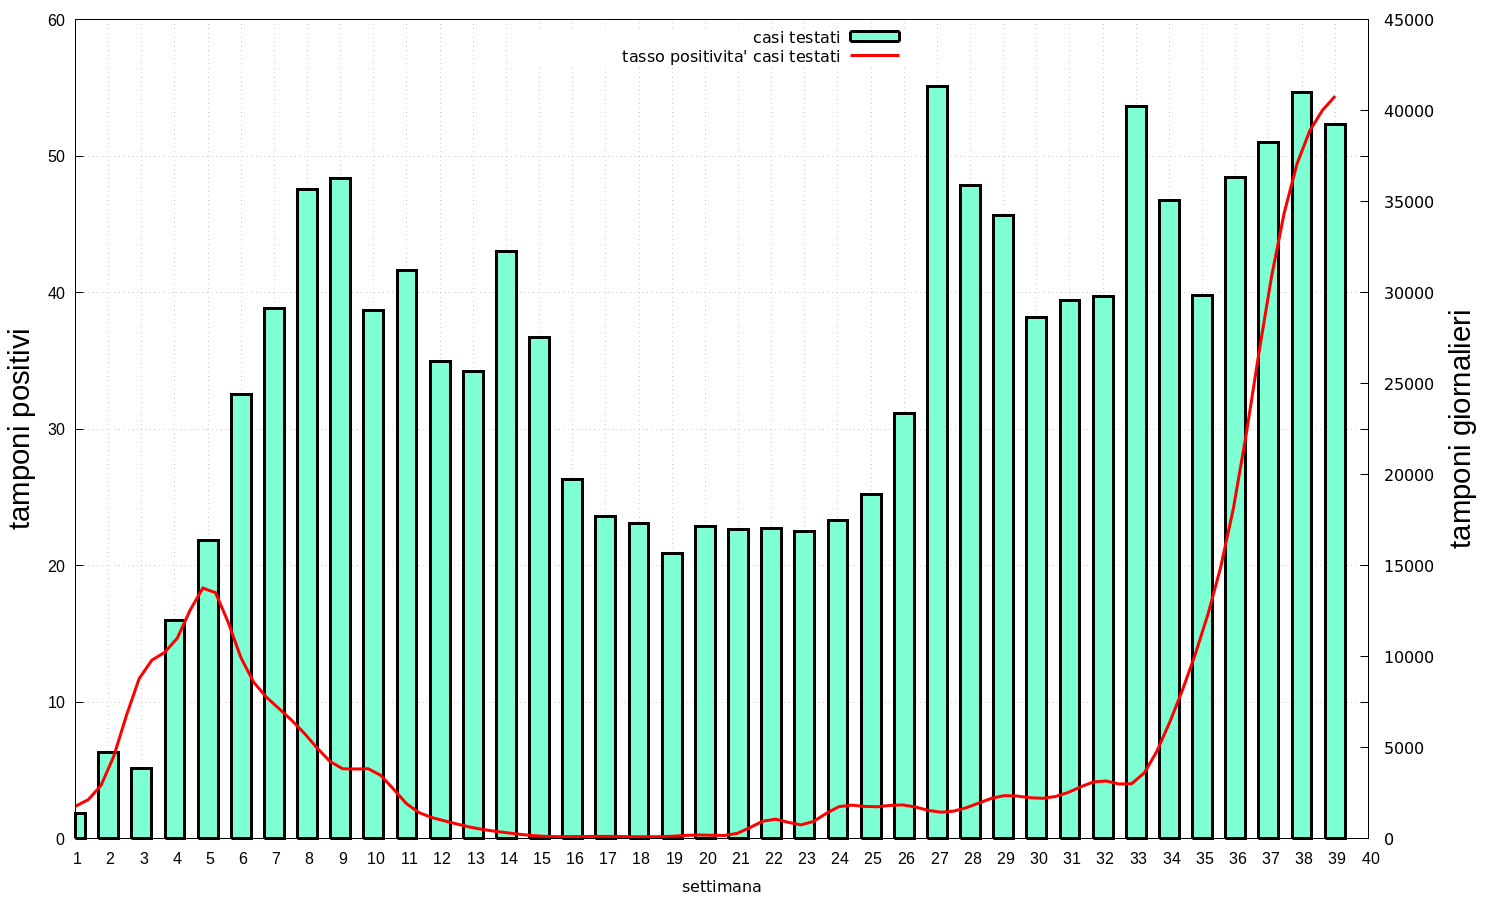 casi testati
tasso positivita' casi testati
60
50
40
30
20
10
0
tamponi positivi
45000
40000
35000
30000
25000
20000
15000
10000
5000
0
tamponi giornalieri
1 2 3 4 5 6 7 8 9 10 11 12 13 14 15 16 17 18 19 20 21 22 23 24 25 26 27 28 29 30 31 32 33 34 35 36 37 38 39 40
settimana